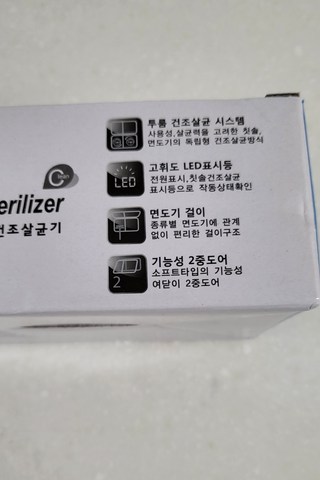 투룸 건조살균 시스템
사용성,살균력을 고려한 칫솔,
면도기의 독립형 건조살균방식
고휘도 LED표시등
LED
전원표시,칫솔건조살균
표시등으로 작동상태확인
면도기 걸이
종류별 면도기에 관계
없이 편리한 걸이구조
기능성 2중도어
소프트타입의 기능성
여닫이 2중도어
2
erilizer
건조살균기